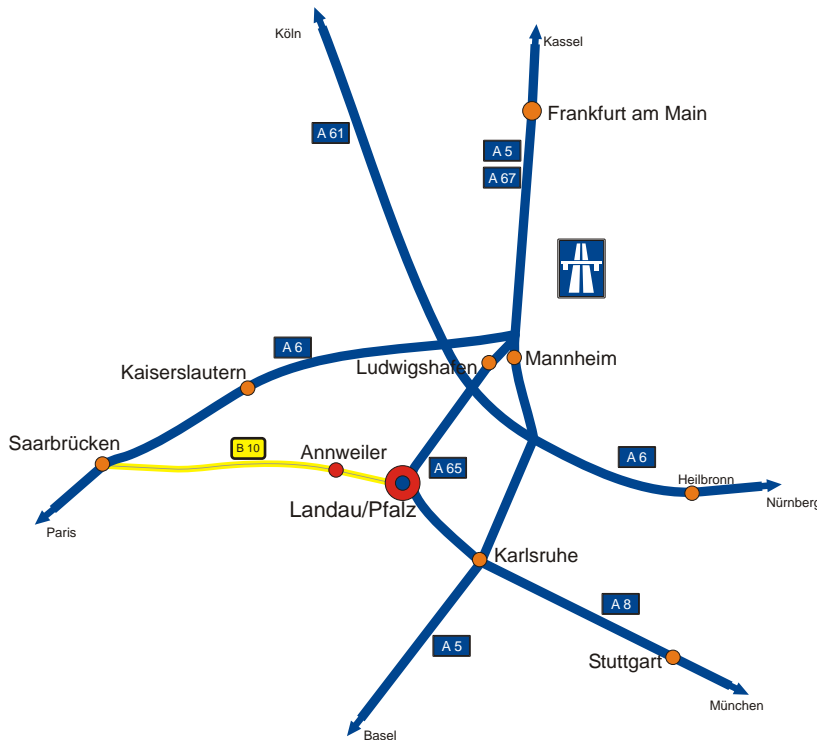 Köln
Kassel
Frankfurt am Main
A 61
A 5
A 67
A 6
Ludwigshafen
Mannheim
Kaiserslautern
Saarbrücken
B 10
Annweiler
A 65
A 6
Heilbronn
Nürnberg
Landau/Pfalz
Paris
Karlsruhe
A 8
A 5
Stuttgart
München
Basel